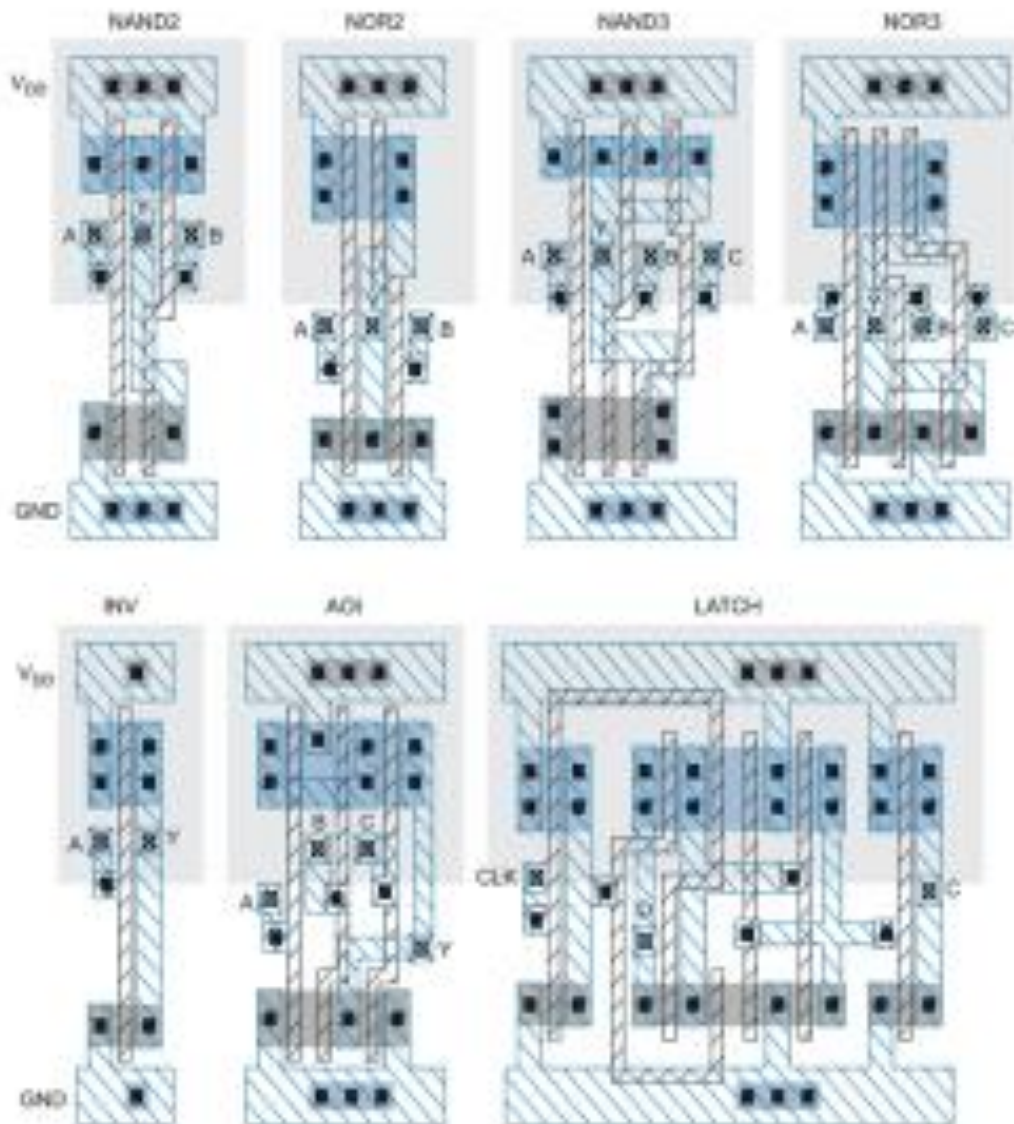 NAND2 NOR2 NAND3 NOR3
VDD
Y
A B
Y B
A C
A B
A B C
GND
INV AOI LATCH
VDD
B C
A Y
CLK
A
D C
Y
GND